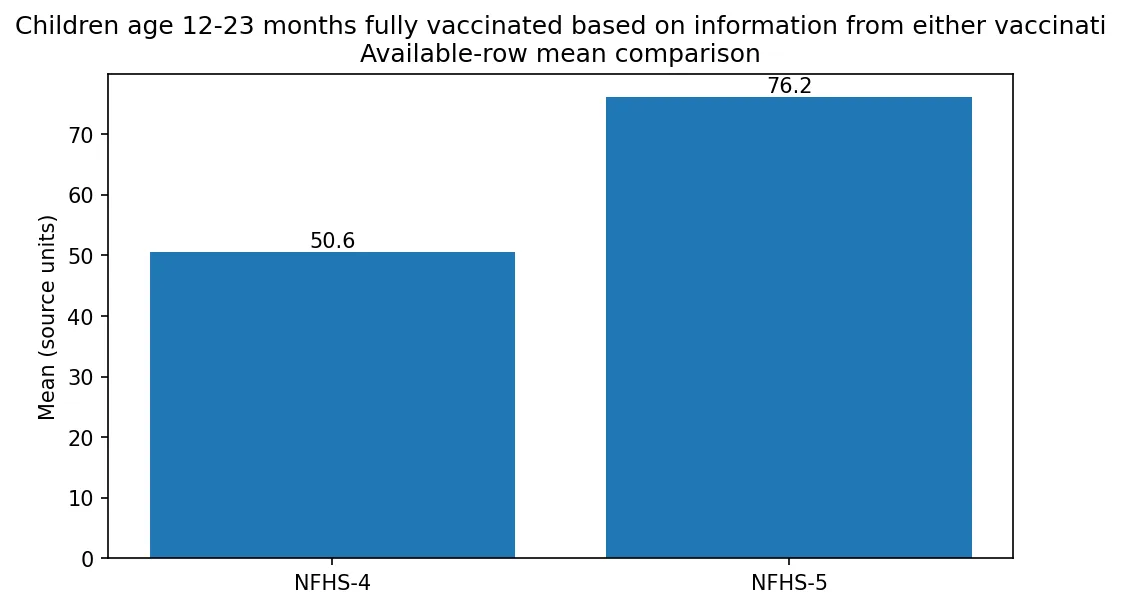 Children age 12-23 months fully vaccinated based on information from either vaccinati
Available-row mean comparison
76.2
70
60
50.6
50
40
30
20
10
0
Mean (source units)
NFHS-4
NFHS-5